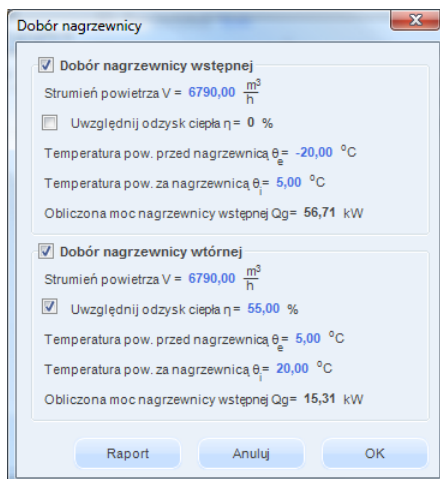 Dobór nagrzewnicy
Dobór nagrzewnicy wstępnej
Strumień powietrza V = 6790,00 m³/h
Uwzględnij odzysk ciepła η = 0 %
Temperatura pow. przed nagrzewnicą θe= -20,00 °C
Temperatura pow. za nagrzewnicą θi= 5,00 °C
Obliczona moc nagrzewnicy wstępnej Qg= 56,71 kW
Dobór nagrzewnicy wtórnej
Strumień powietrza V = 6790,00 m³/h
Uwzględnij odzysk ciepła η = 55,00 %
Temperatura pow. przed nagrzewnicą θe= 5,00 °C
Temperatura pow. za nagrzewnicą θi= 20,00 °C
Obliczona moc nagrzewnicy wstępnej Qg= 15,31 kW
Raport Anuluj OK